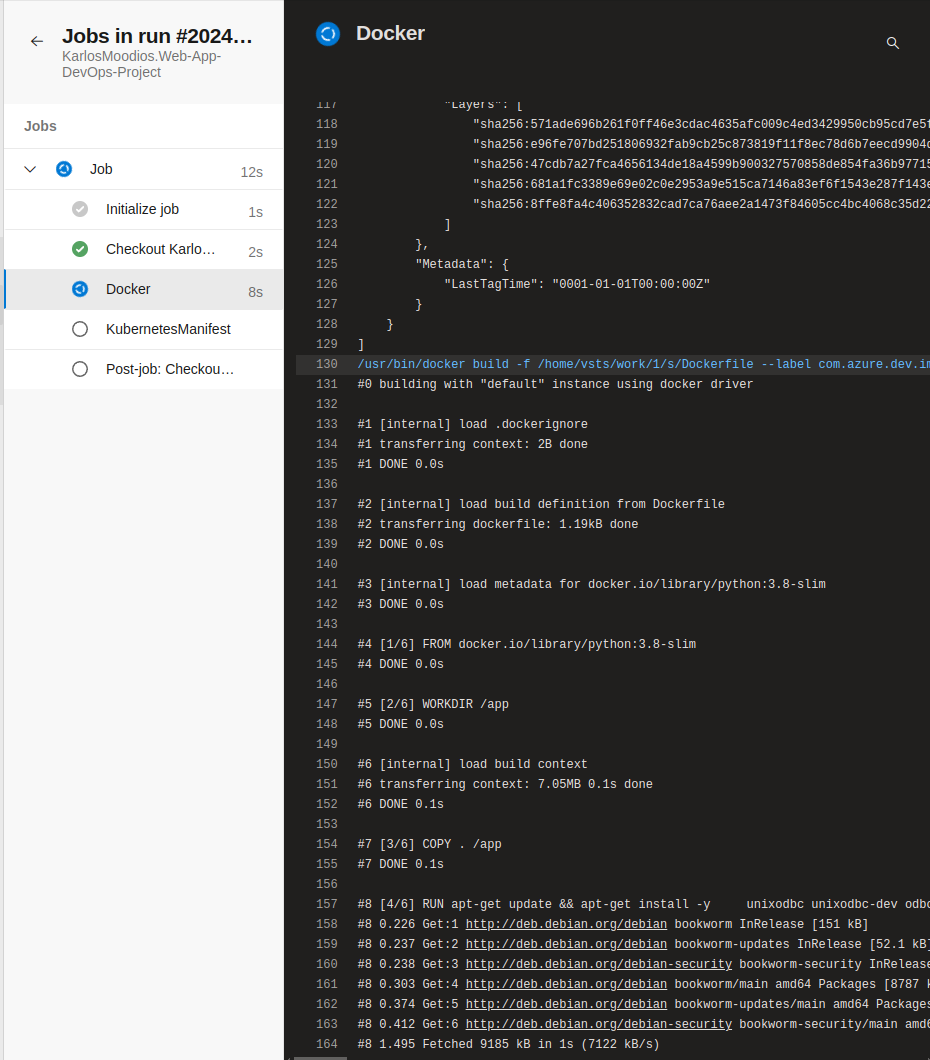 Jobs in run #2024…
KarlosMoodios.Web-App-
DevOps-Project
Jobs
Job 12s
Initialize job 1s
Checkout Karlo… 2s
Docker 8s
KubernetesManifest
Post-job: Checkou…
Docker
117 "Layers": [
118 "sha256:571ade696b261f0ff46e3cdac4635afc009c4ed3429950cb95cd7e5f
119 "sha256:e96fe707bd251806932fab9cb25c873819f11f8ec78d6b7eecd9904c
120 "sha256:47cdb7a27fca4656134de18a4599b900327570858de854fa36b97715
121 "sha256:681a1fc3389e69e02c0e2953a9e515ca7146a83ef6f1543e287f143e
122 "sha256:8ffe8fa4c406352832cad7ca76aee2a1473f84605cc4bc4068c35d22
123 ]
124 },
125 "Metadata": {
126 "LastTagTime": "0001-01-01T00:00:00Z"
127 }
128 }
129 ]
130 /usr/bin/docker build -f /home/vsts/work/1/s/Dockerfile --label com.azure.dev.im
131 #0 building with "default" instance using docker driver
132
133 #1 [internal] load .dockerignore
134 #1 transferring context: 2B done
135 #1 DONE 0.0s
136
137 #2 [internal] load build definition from Dockerfile
138 #2 transferring dockerfile: 1.19kB done
139 #2 DONE 0.0s
140
141 #3 [internal] load metadata for docker.io/library/python:3.8-slim
142 #3 DONE 0.0s
143
144 #4 [1/6] FROM docker.io/library/python:3.8-slim
145 #4 DONE 0.0s
146
147 #5 [2/6] WORKDIR /app
148 #5 DONE 0.0s
149
150 #6 [internal] load build context
151 #6 transferring context: 7.05MB 0.1s done
152 #6 DONE 0.1s
153
154 #7 [3/6] COPY . /app
155 #7 DONE 0.1s
156
157 #8 [4/6] RUN apt-get update && apt-get install -y unixodbc unixodbc-dev odbc
158 #8 0.226 Get:1 http://deb.debian.org/debian bookworm InRelease [151 kB]
159 #8 0.237 Get:2 http://deb.debian.org/debian bookworm-updates InRelease [52.1 kB]
160 #8 0.238 Get:3 http://deb.debian.org/debian-security bookworm-security InRelease
161 #8 0.303 Get:4 http://deb.debian.org/debian bookworm/main amd64 Packages [8787 k
162 #8 0.374 Get:5 http://deb.debian.org/debian bookworm-updates/main amd64 Packages
163 #8 0.412 Get:6 http://deb.debian.org/debian-security bookworm-security/main amd6
164 #8 1.495 Fetched 9185 kB in 1s (7122 kB/s)